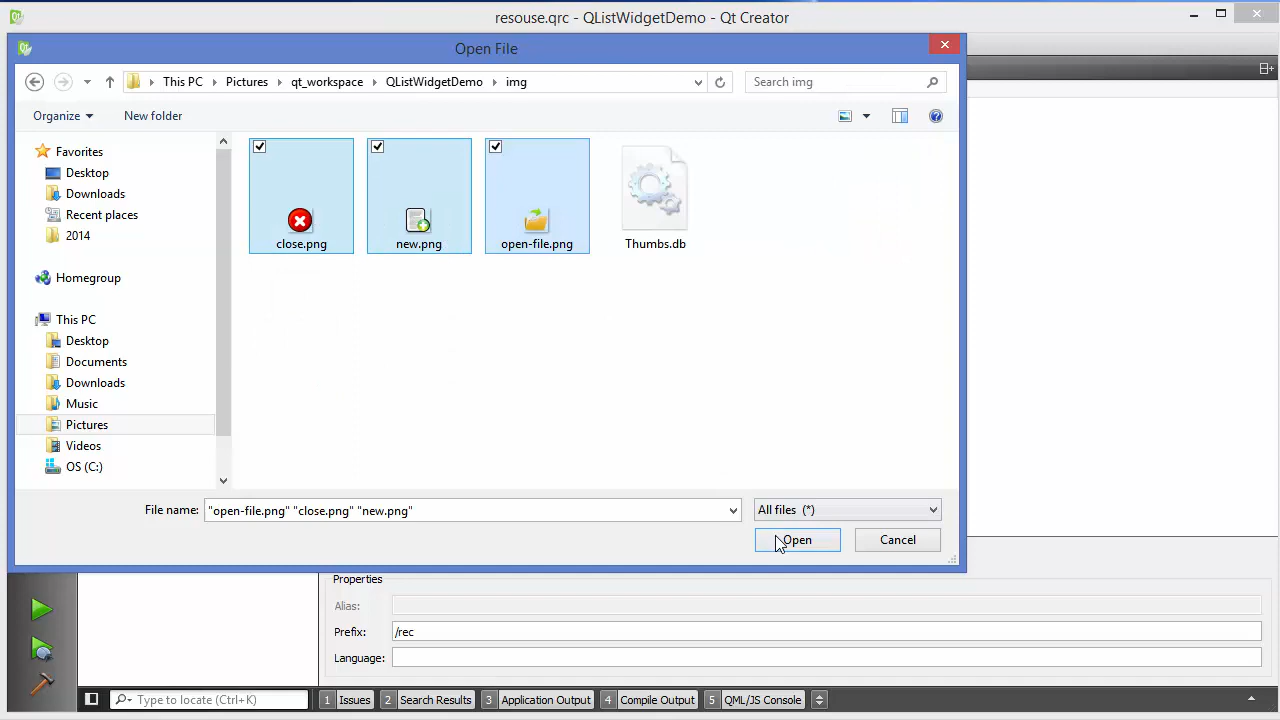 resouse.qrc - QListWidgetDemo - Qt Creator
Open File
This PC
Pictures
qt_workspace
QListWidgetDemo
img
Search img
Organize
New folder
Favorites
Desktop
Downloads
Recent places
2014
Homegroup
This PC
Desktop
Documents
Downloads
Music
Pictures
Videos
OS (C:)
close.png
new.png
open-file.png
Thumbs.db
File name:
"open-file.png" "close.png" "new.png"
All files (*)
Open
Cancel
Properties
Alias:
Prefix:
/rec
Language:
Type to locate (Ctrl+K)
1 Issues
2 Search Results
3 Application Output
4 Compile Output
5 QML/JS Console